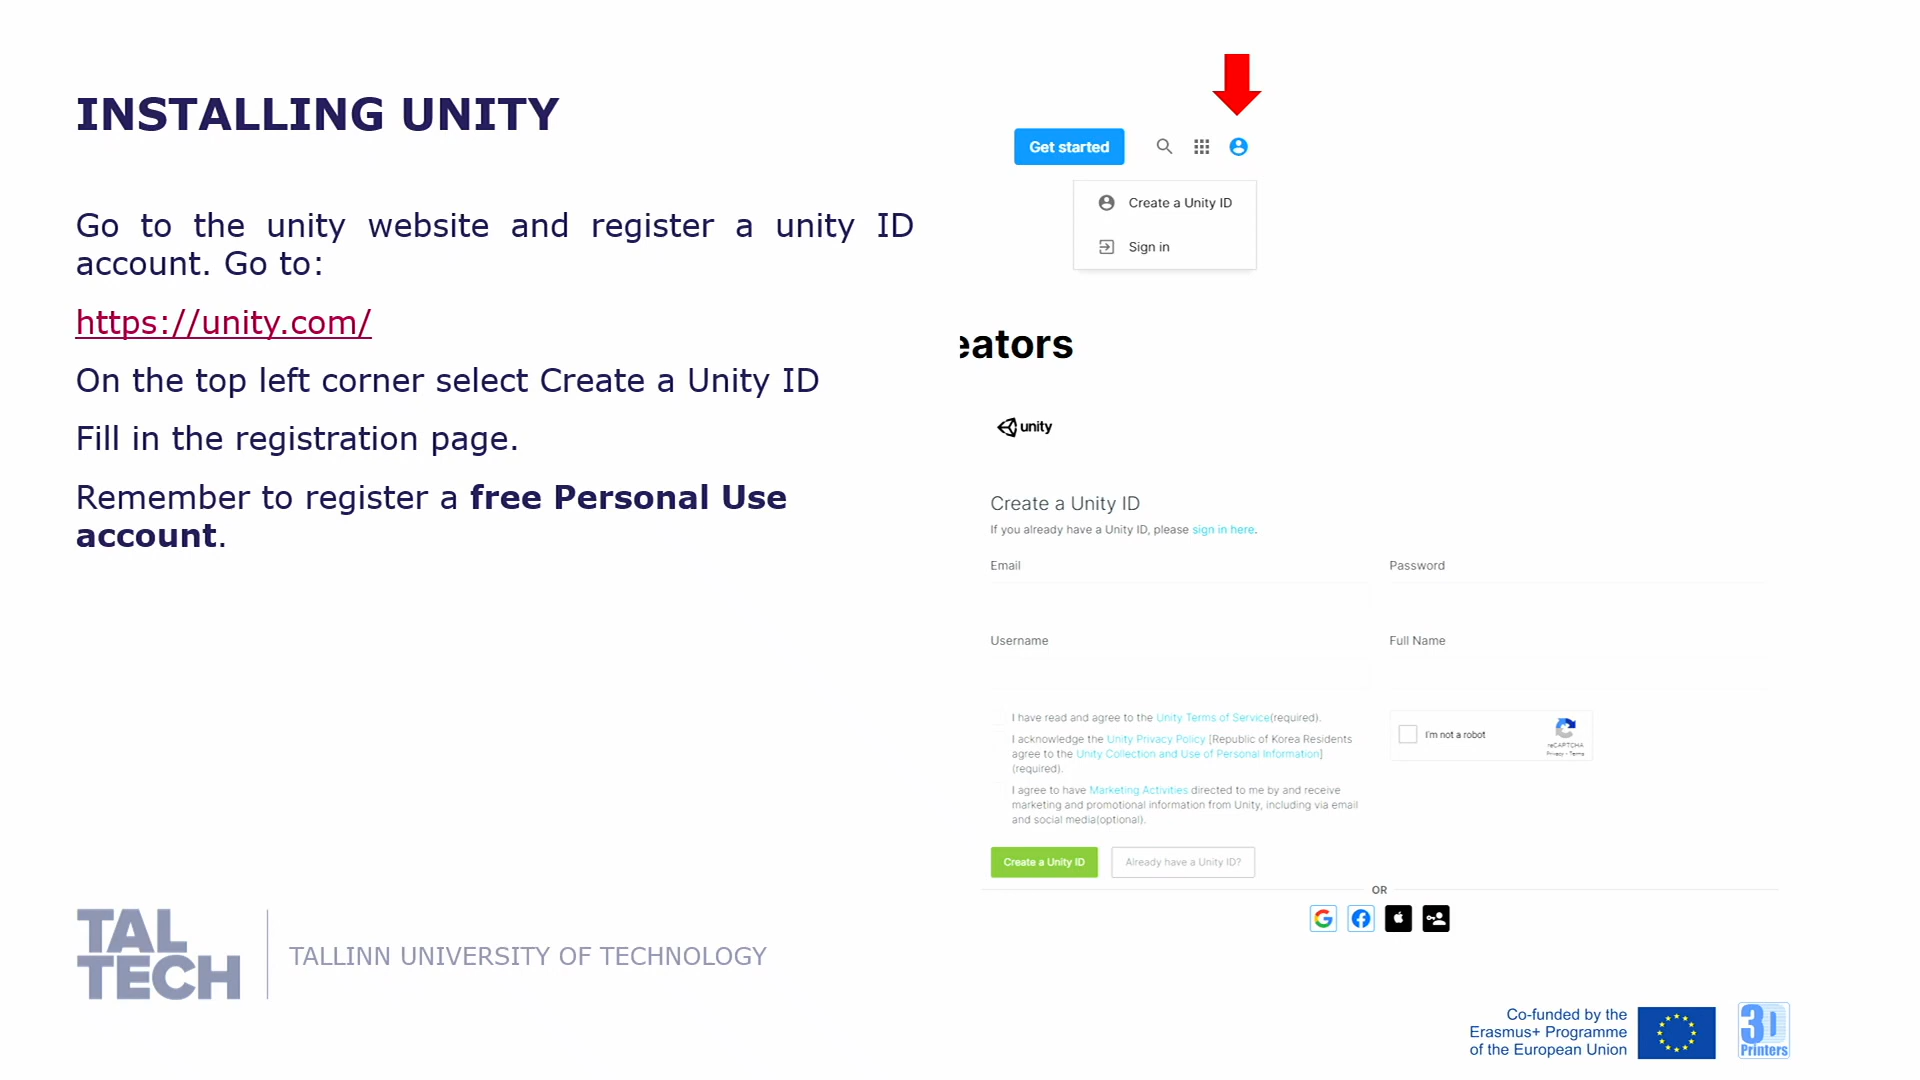 INSTALLING UNITY
Go to the unity website and register a unity ID
account. Go to:
https://unity.com/
On the top left corner select Create a Unity ID
Fill in the registration page.
Remember to register a free Personal Use
account.
Get started
Create a Unity ID
Sign in
eators
unity
Create a Unity ID
If you already have a Unity ID, please sign in here.
Email
Password
Username
Full Name
I have read and agree to the Unity Terms of Service(required).
I acknowledge the Unity Privacy Policy [Republic of Korea Residents
agree to the Unity Collection and Use of Personal Information]
(required).
I agree to have Marketing Activities directed to me by and receive
marketing and promotional information from Unity, including via email
and social media(optional).
I'm not a robot
reCAPTCHA
Privacy - Terms
Create a Unity ID
Already have a Unity ID?
OR
TAL
TECH
TALLINN UNIVERSITY OF TECHNOLOGY
Co-funded by the
Erasmus+ Programme
of the European Union
3D
Printers